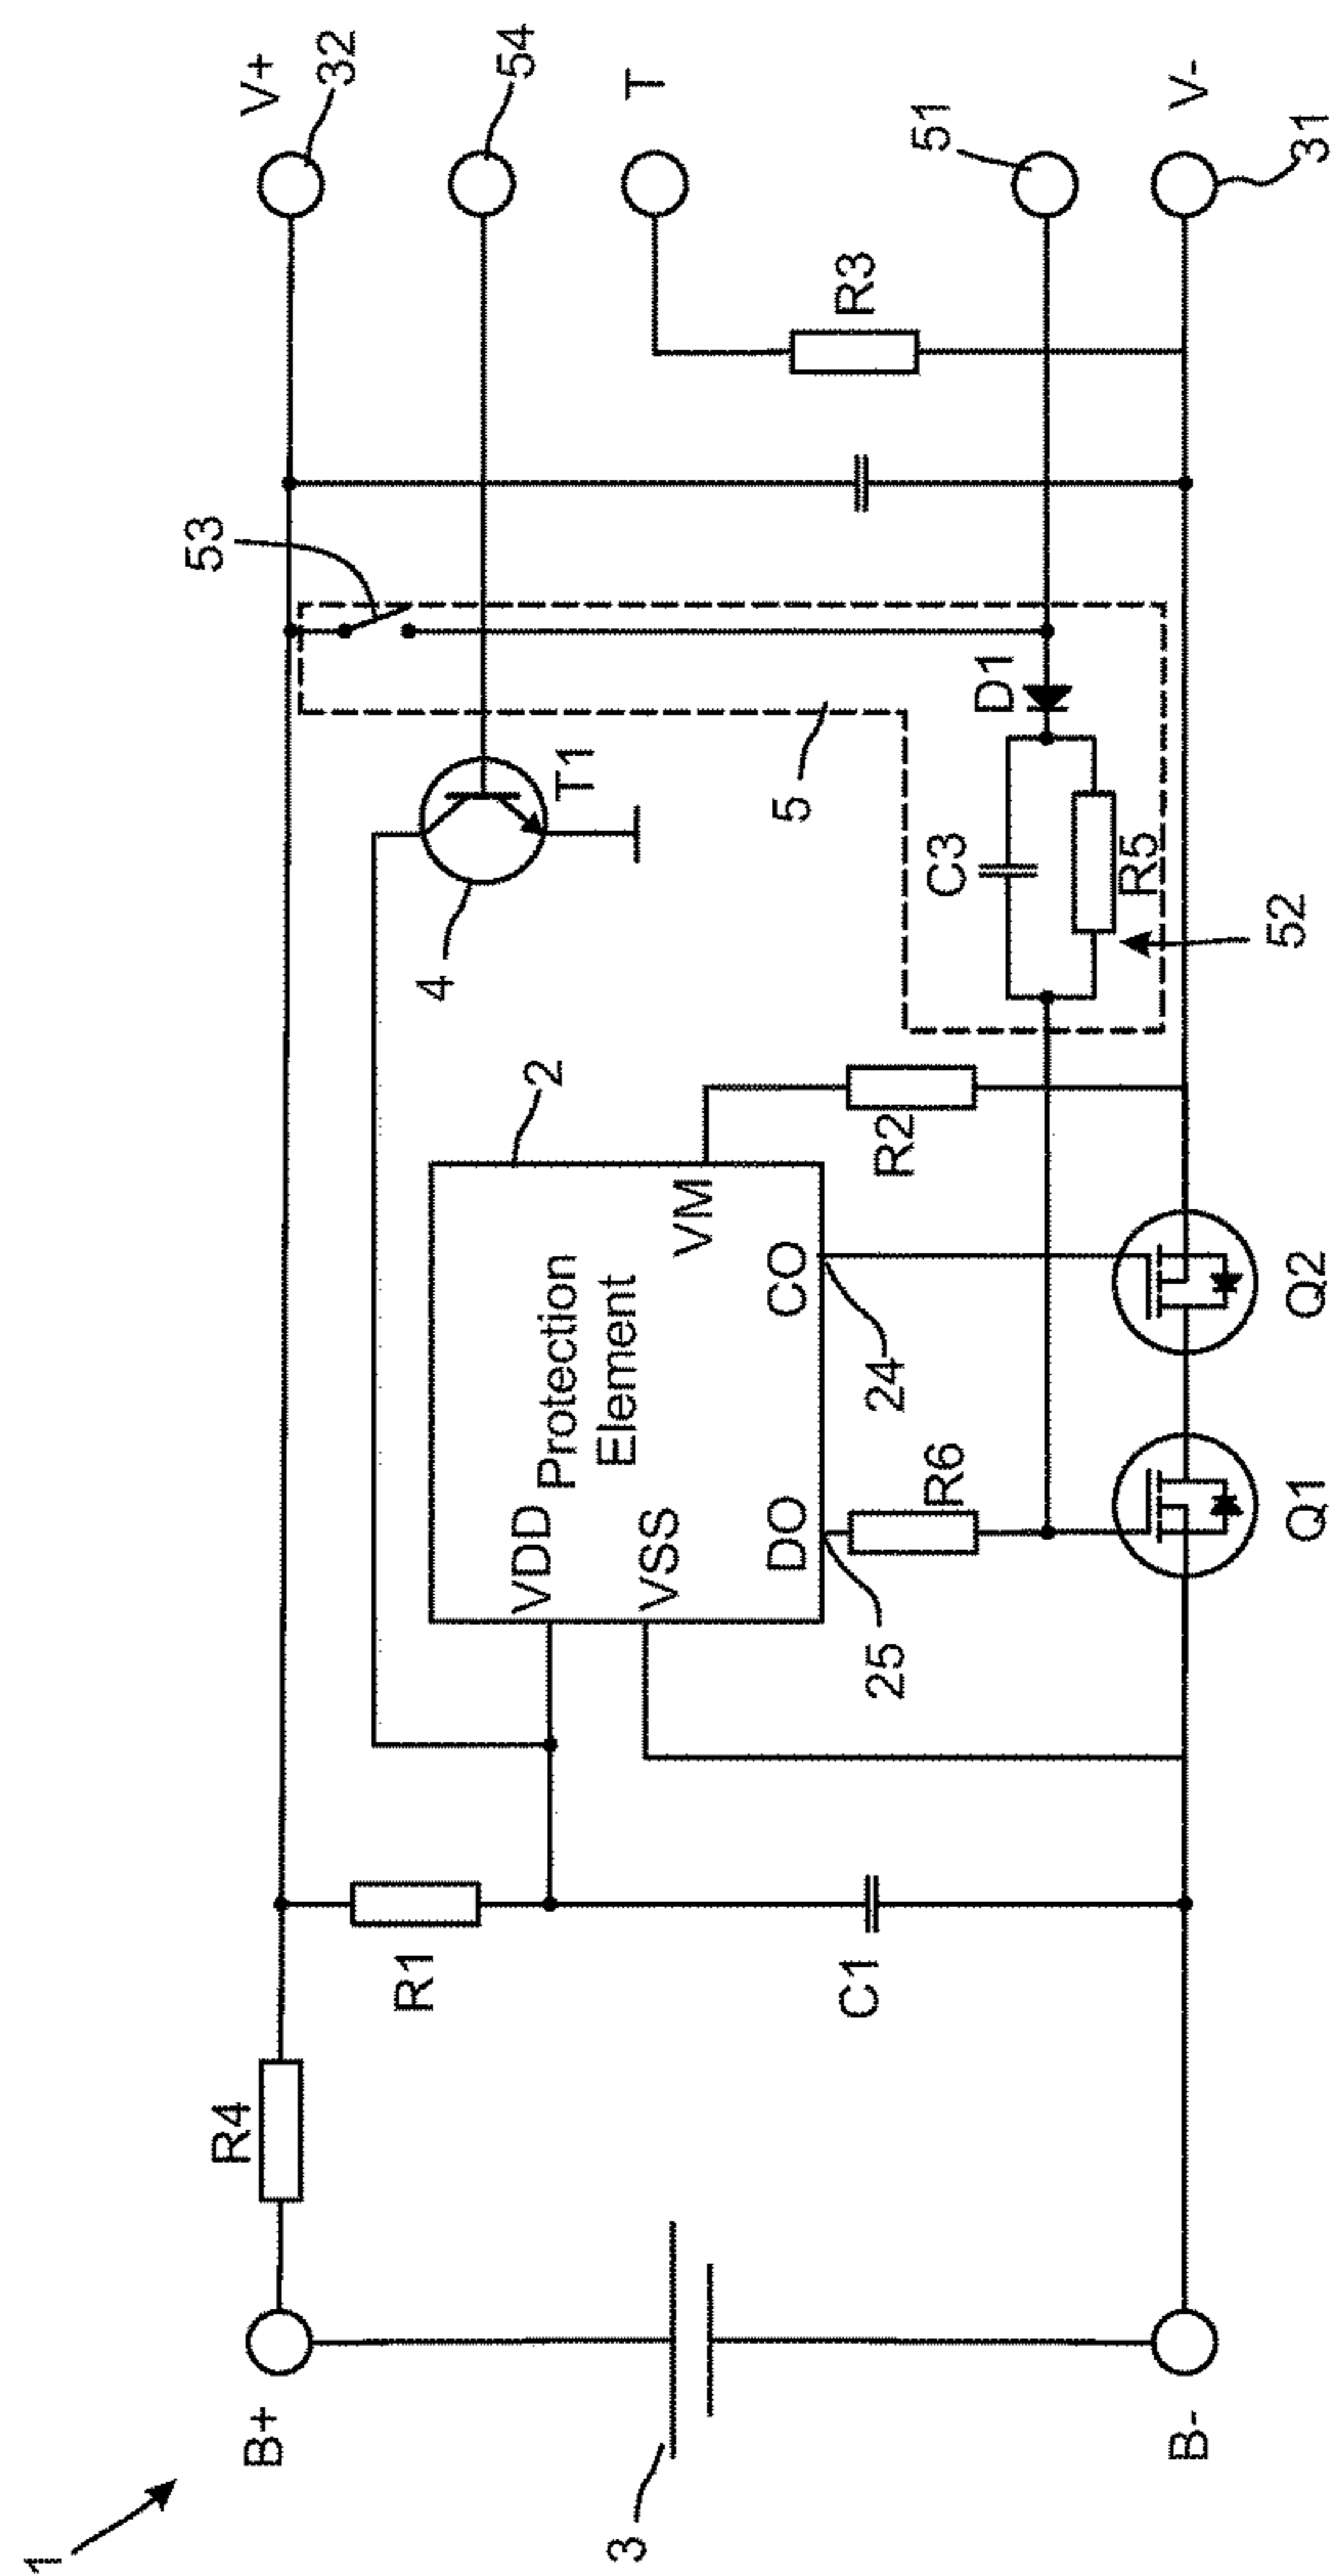 1
B+
3
B-
R4
R1
C1
VDD
VSS
Protection
Element
2
VM
DO
CO
25
24
R6
R2
Q1
Q2
4
T1
5
C3
R5
52
D1
53
R3
V+
32
54
T
51
V-
31